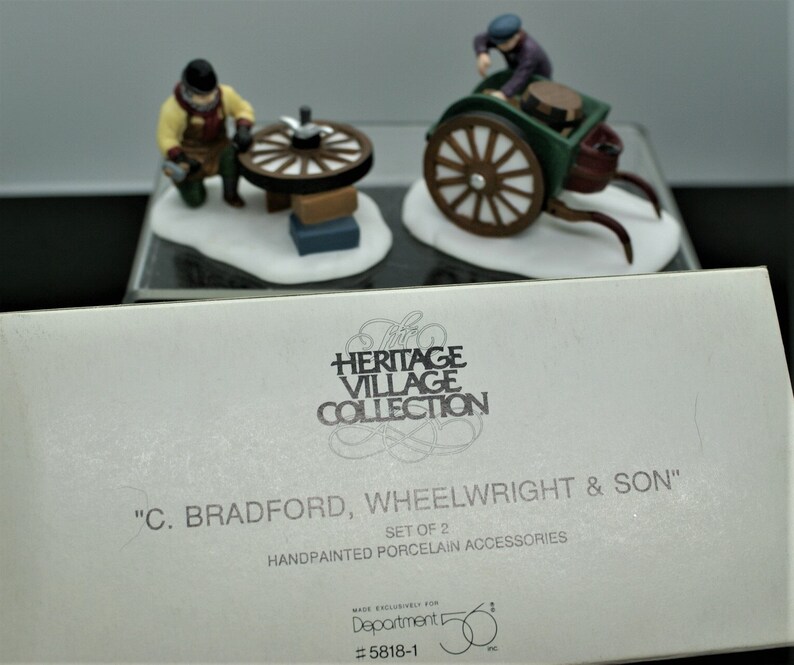 The
HERITAGE
VILLAGE
COLLECTION
"C. BRADFORD, WHEELWRIGHT & SON"
SET OF 2
HANDPAINTED PORCELAIN ACCESSORIES
MADE EXCLUSIVELY FOR
Department 56®
inc.
#5818-1